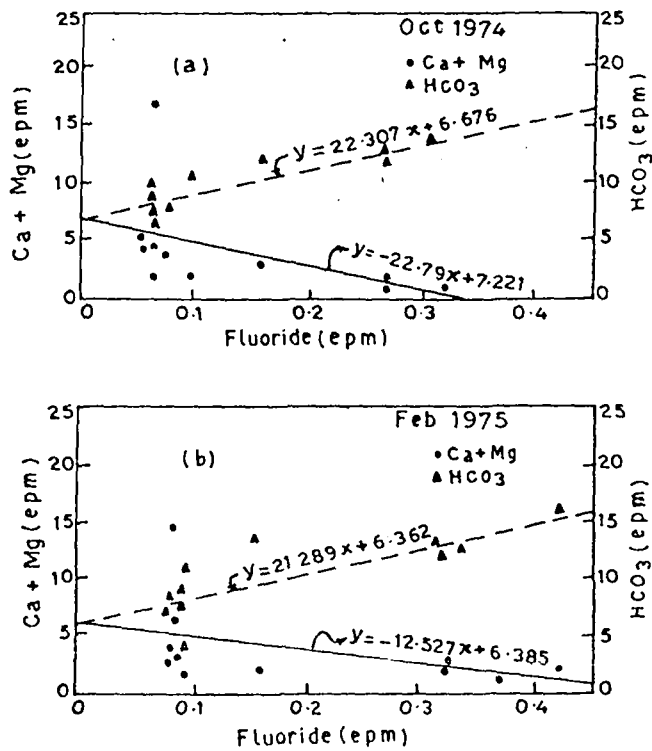 25 Oct 1974 25
(a)
• Ca + Mg
▲ HCO3
20 20
15 15
10 10
5 5
0 0
y = 22.307x + 6.676
y=-22.79x+7.221
Ca + Mg (epm)
HCO3 (epm)
0 0.1 0.2 0.3 0.4
Fluoride (epm)
25 Feb 1975 25
(b)
• Ca+Mg
▲ HCO3
20 20
15 15
10 10
5 5
0 0
y=21.289x+6.362
y=-12.527x+6.385
Ca + Mg (epm)
HCO3 (epm)
0 0.1 0.2 0.3 0.4
Fluoride (epm)